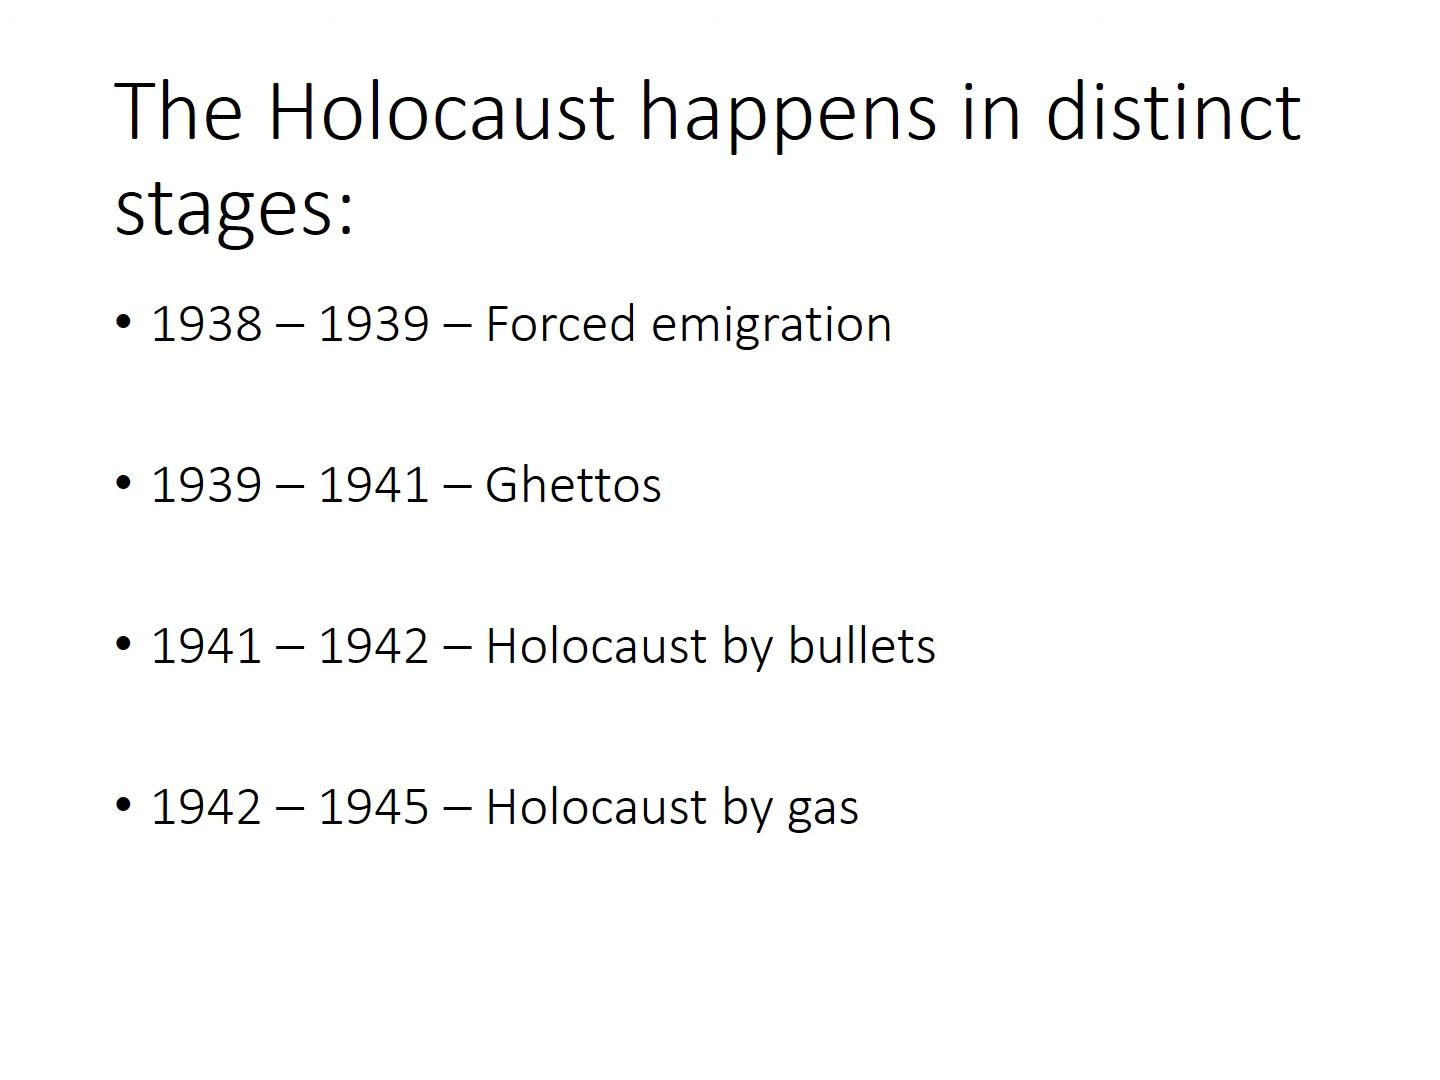 The Holocaust happens in distinct
stages:
• 1938 – 1939 – Forced emigration
• 1939 – 1941 – Ghettos
• 1941 – 1942 – Holocaust by bullets
• 1942 – 1945 – Holocaust by gas